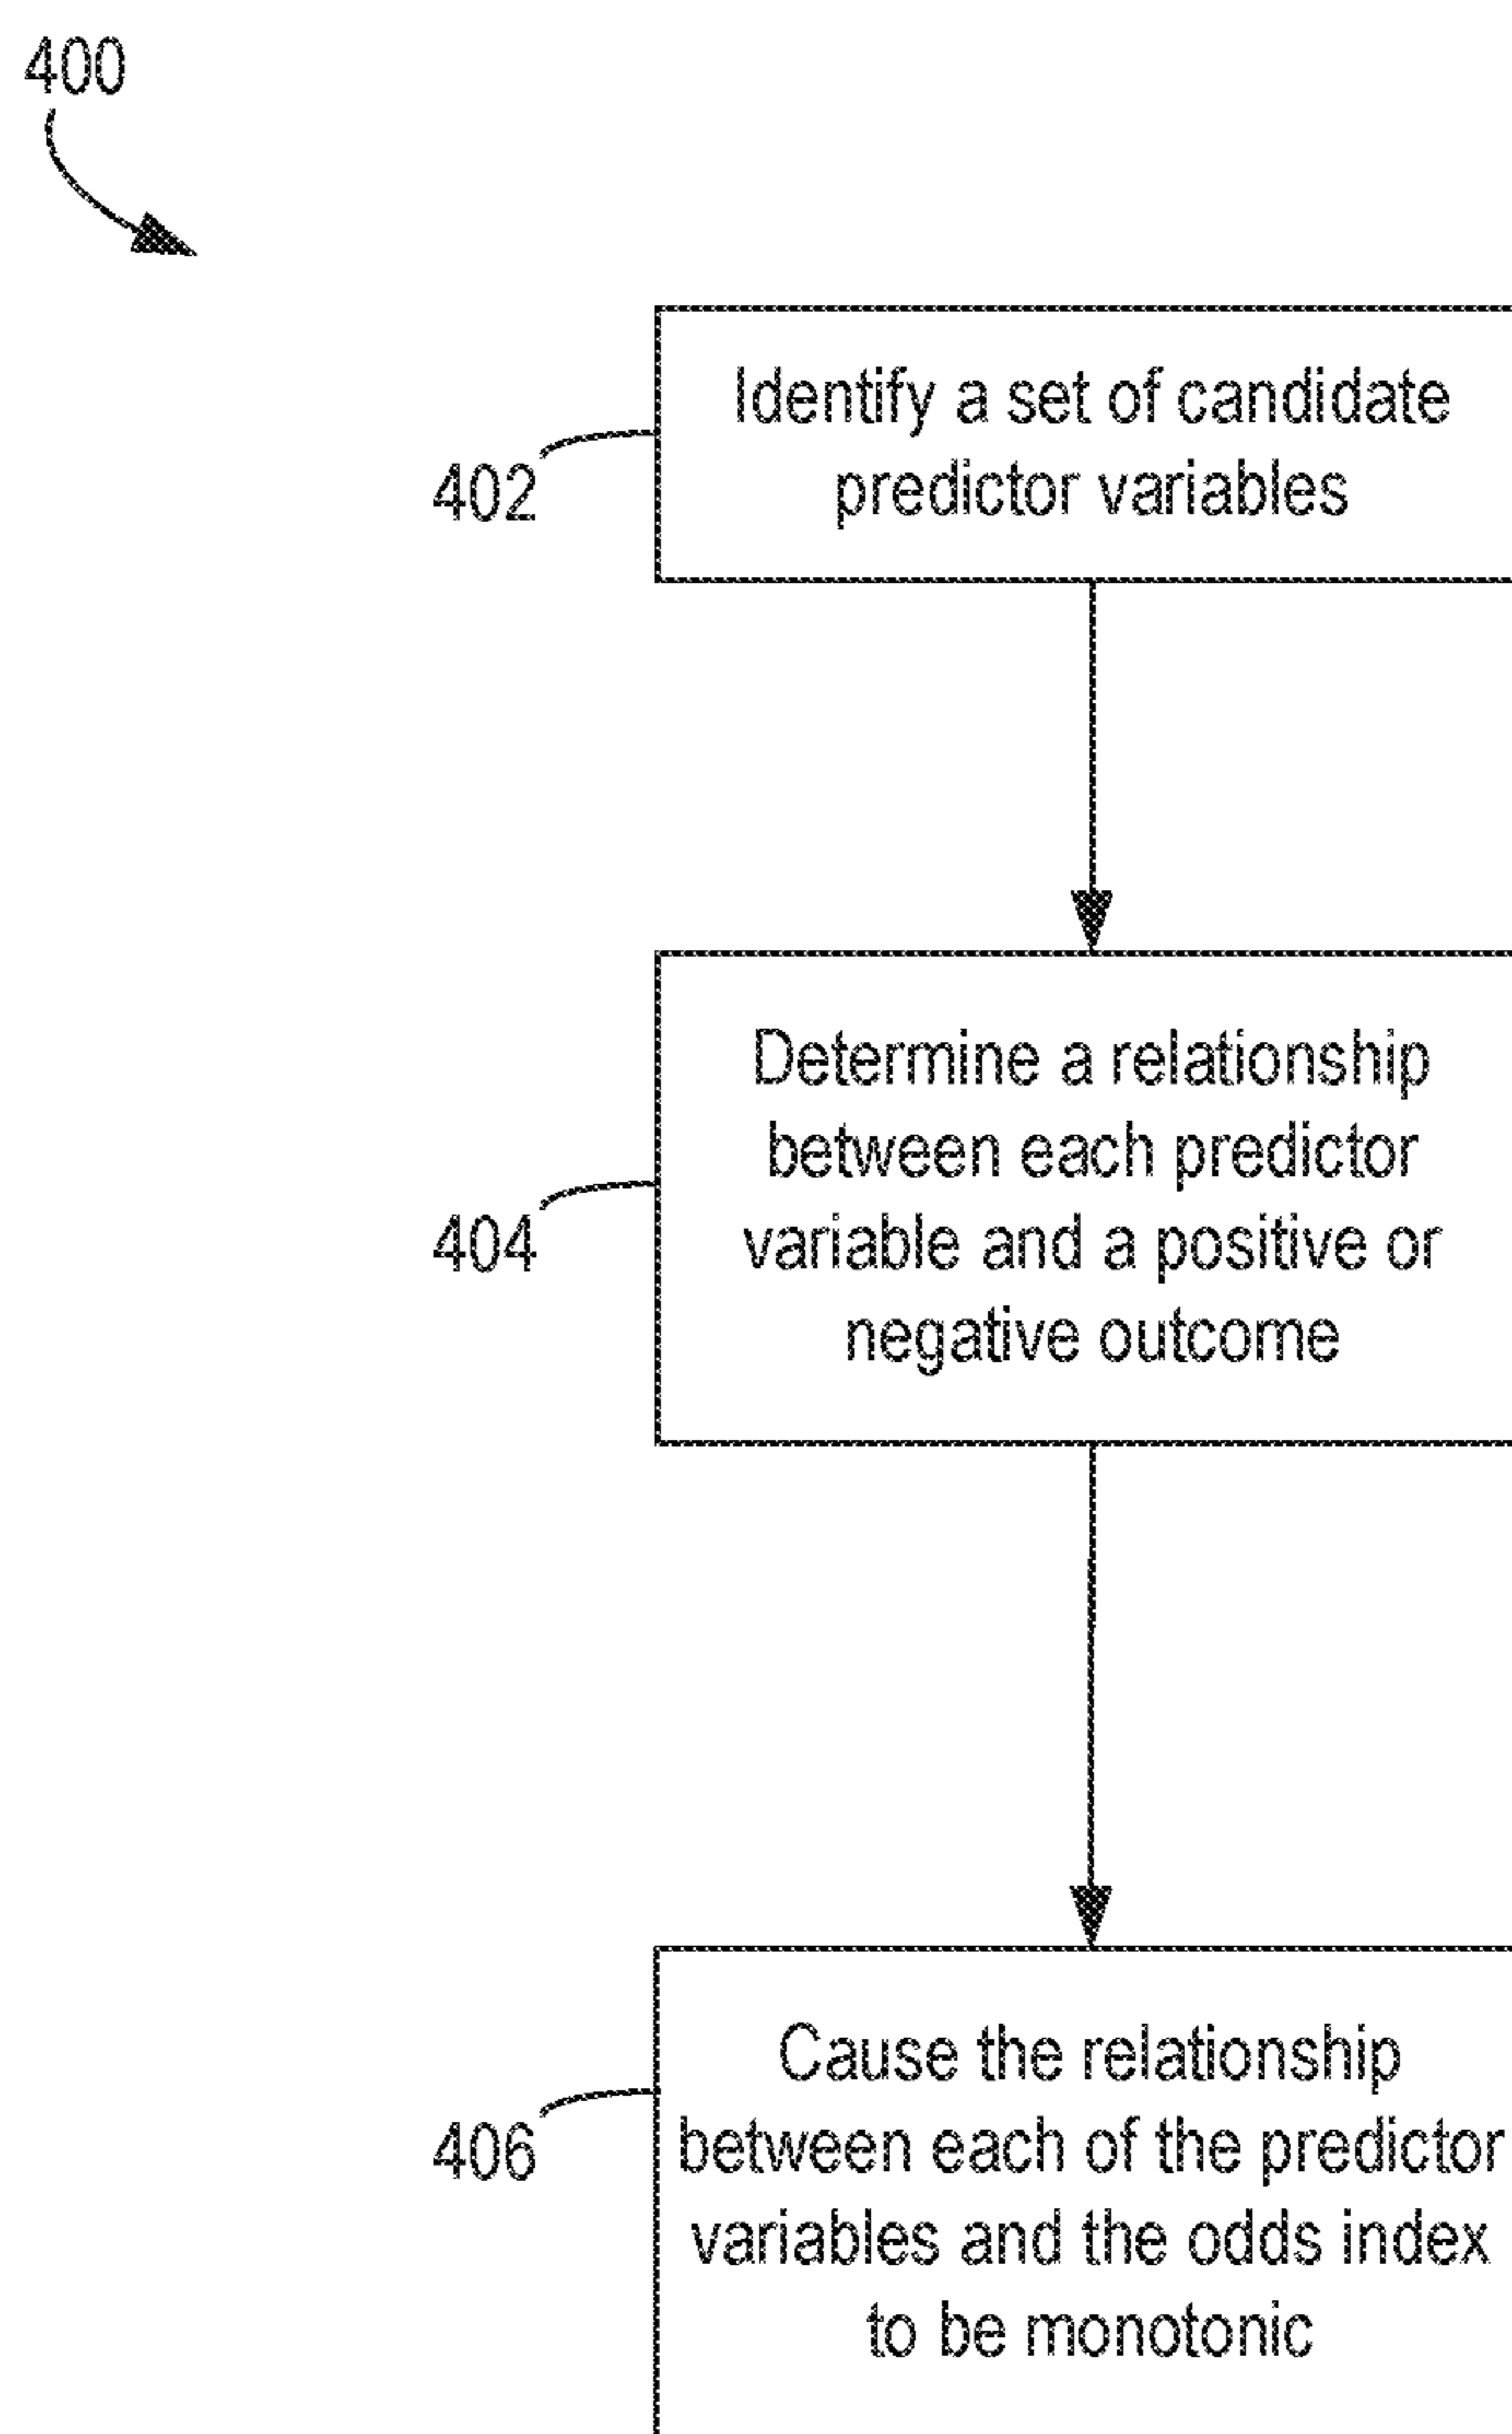 400
Identify a set of candidate
predictor variables
402
Determine a relationship
between each predictor
variable and a positive or
negative outcome
404
Cause the relationship
between each of the predictor
variables and the odds index
to be monotonic
406